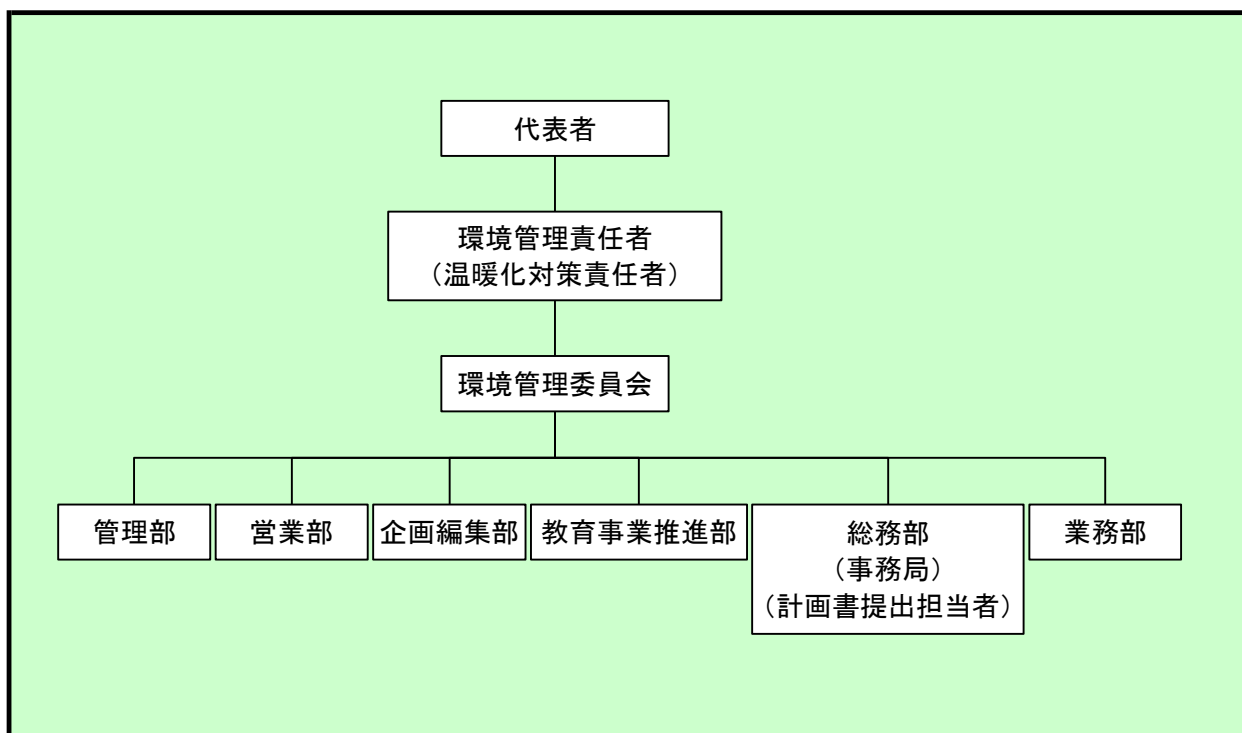 代表者
環境管理責任者
（温暖化対策責任者）
環境管理委員会
管理部
営業部
企画編集部
教育事業推進部
総務部
（事務局）
（計画書提出担当者）
業務部